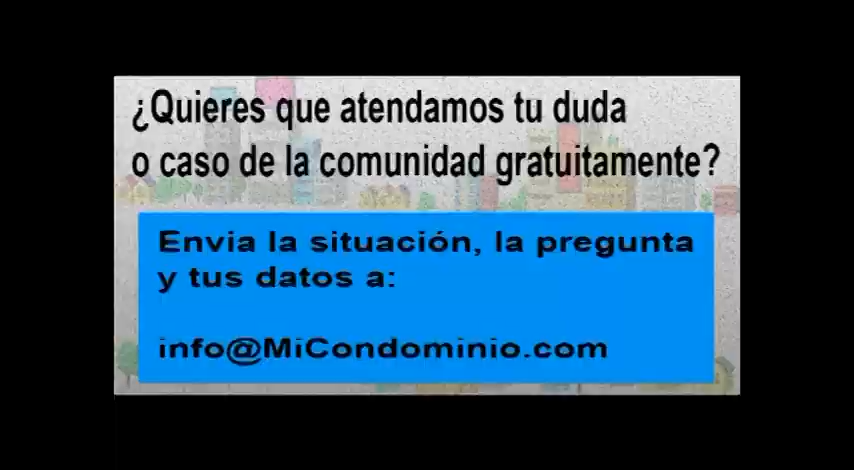 ¿Quieres que atendamos tu duda
o caso de la comunidad gratuitamente?
Envia la situación, la pregunta
y tus datos a:
info@MiCondominio.com